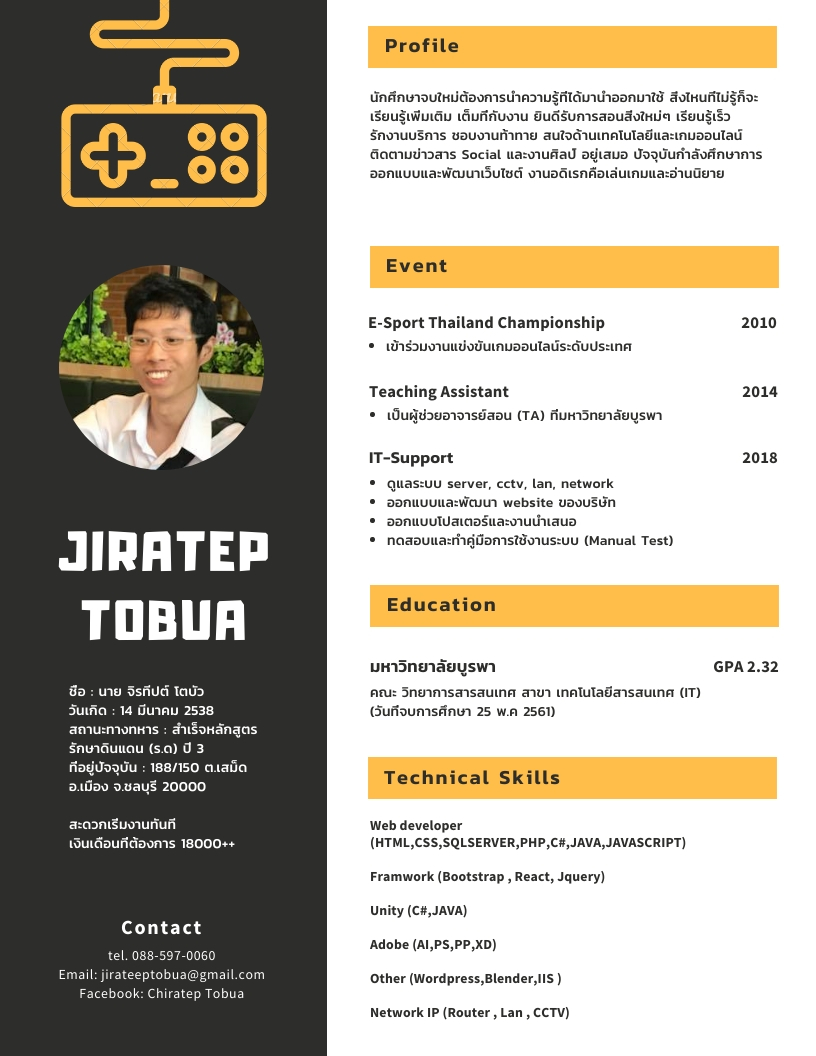 Profile
นักศึกษาจบใหม่ต้องการนำความรู้ที่ได้มานำออกมาใช้ สิ่งไหนที่ไม่รู้ก็จะ
เรียนรู้เพิ่มเติม เต็มที่กับงาน ยินดีรับการสอนสิ่งใหม่ๆ เรียนรู้เร็ว
รักงานบริการ ชอบงานท้าทาย สนใจด้านเทคโนโลยีและเกมออนไลน์
ติดตามข่าวสาร Social และงานศิลป์ อยู่เสมอ ปัจจุบันกำลังศึกษาการ
ออกแบบและพัฒนาเว็บไซต์ งานอดิเรกคือเล่นเกมและอ่านนิยาย
Event
E-Sport Thailand Championship 2010
• เข้าร่วมงานแข่งขันเกมออนไลน์ระดับประเทศ
Teaching Assistant 2014
• เป็นผู้ช่วยอาจารย์สอน (TA) ที่มหาวิทยาลัยบูรพา
IT-Support 2018
• ดูแลระบบ server, cctv, lan, network
• ออกแบบและพัฒนา website ของบริษัท
• ออกแบบโปสเตอร์และงานนำเสนอ
• ทดสอบและทำคู่มือการใช้งานระบบ (Manual Test)
Education
มหาวิทยาลัยบูรพา GPA 2.32
คณะ วิทยาการสารสนเทศ สาขา เทคโนโลยีสารสนเทศ (IT)
(วันที่จบการศึกษา 25 พ.ค 2561)
Technical Skills
Web developer
(HTML,CSS,SQLSERVER,PHP,C#,JAVA,JAVASCRIPT)
Framwork (Bootstrap , React, Jquery)
Unity (C#,JAVA)
Adobe (AI,PS,PP,XD)
Other (Wordpress,Blender,IIS )
Network IP (Router , Lan , CCTV)
JIRATEP
TOBUA
ชื่อ : นาย จิรทีปต์ โตบัว
วันเกิด : 14 มีนาคม 2538
สถานะทางทหาร : สำเร็จหลักสูตร
รักษาดินแดน (ร.ด) ปี 3
ที่อยู่ปัจจุบัน : 188/150 ต.เสม็ด
อ.เมือง จ.ชลบุรี 20000
สะดวกเริ่มงานทันที
เงินเดือนที่ต้องการ 18000++
Contact
tel. 088-597-0060
Email: jirateeptobua@gmail.com
Facebook: Chiratep Tobua